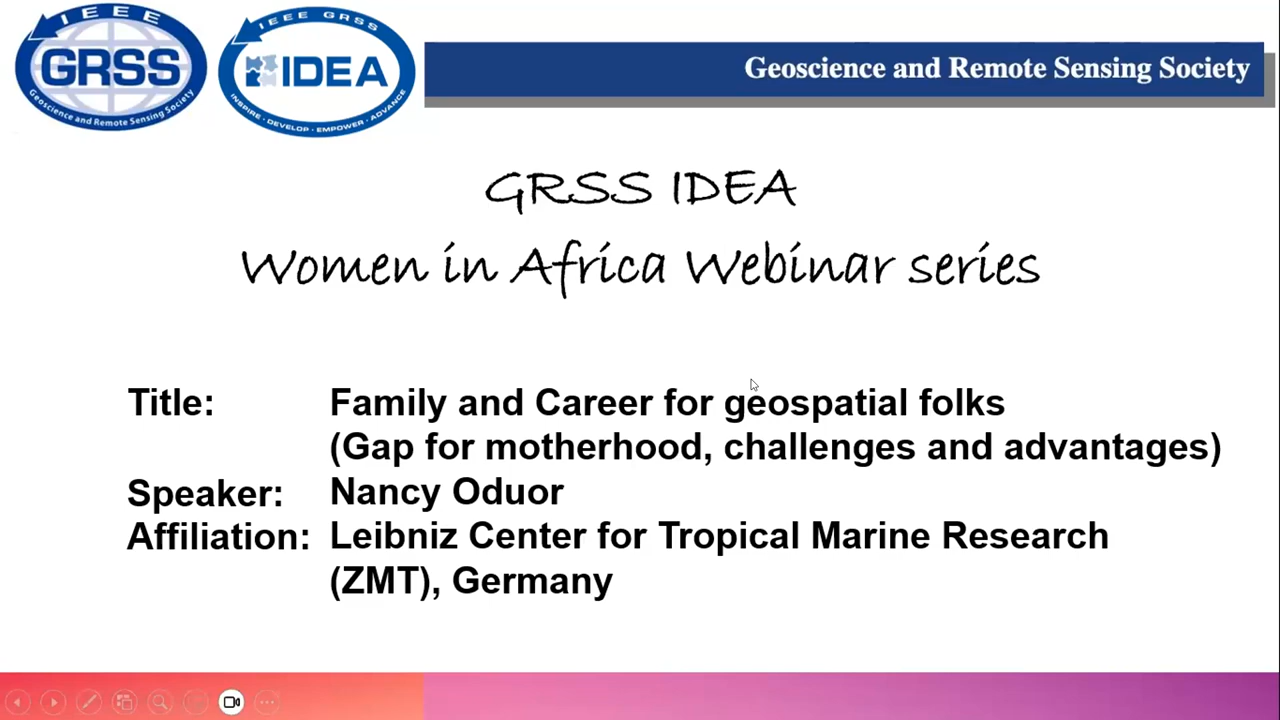 IEEE
GRSS
Geoscience and Remote Sensing Society
IEEE GRSS
IDEA
INSPIRE · DEVELOP · EMPOWER · ADVANCE
Geoscience and Remote Sensing Society
GRSS IDEA
Women in Africa Webinar series
Title: Family and Career for geospatial folks
(Gap for motherhood, challenges and advantages)
Speaker: Nancy Oduor
Affiliation: Leibniz Center for Tropical Marine Research
(ZMT), Germany